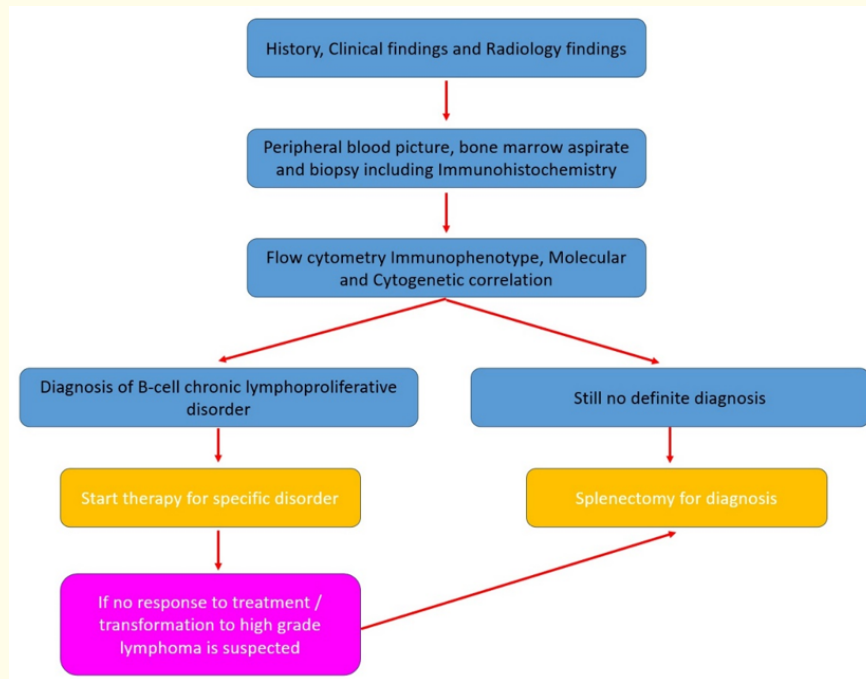 History, Clinical findings and Radiology findings
Peripheral blood picture, bone marrow aspirate
and biopsy including Immunohistochemistry
Flow cytometry Immunophenotype, Molecular
and Cytogenetic correlation
Diagnosis of B-cell chronic lymphoproliferative
disorder
Still no definite diagnosis
Start therapy for specific disorder
Splenectomy for diagnosis
If no response to treatment /
transformation to high grade
lymphoma is suspected